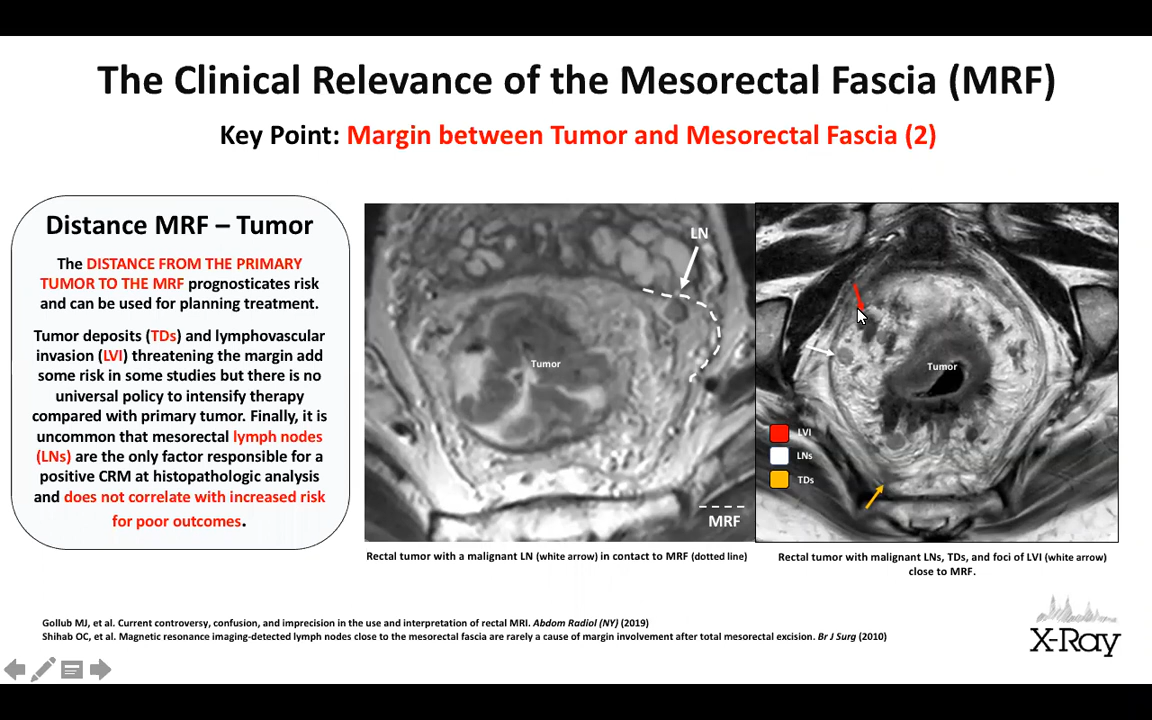 The Clinical Relevance of the Mesorectal Fascia (MRF)
Key Point: Margin between Tumor and Mesorectal Fascia (2)
Distance MRF – Tumor
The DISTANCE FROM THE PRIMARY
TUMOR TO THE MRF prognosticates risk
and can be used for planning treatment.
Tumor deposits (TDs) and lymphovascular
invasion (LVI) threatening the margin add
some risk in some studies but there is no
universal policy to intensify therapy
compared with primary tumor. Finally, it is
uncommon that mesorectal lymph nodes
(LNs) are the only factor responsible for a
positive CRM at histopathologic analysis
and does not correlate with increased risk
for poor outcomes.
LN
Tumor
MRF
Rectal tumor with a malignant LN (white arrow) in contact to MRF (dotted line)
Tumor
LVI
LNs
TDs
Rectal tumor with malignant LNs, TDs, and foci of LVI (white arrow)
close to MRF.
Gollub MJ, et al. Current controversy, confusion, and imprecision in the use and interpretation of rectal MRI. Abdom Radiol (NY) (2019)
Shihab OC, et al. Magnetic resonance imaging-detected lymph nodes close to the mesorectal fascia are rarely a cause of margin involvement after total mesorectal excision. Br J Surg (2010)
X-Ray